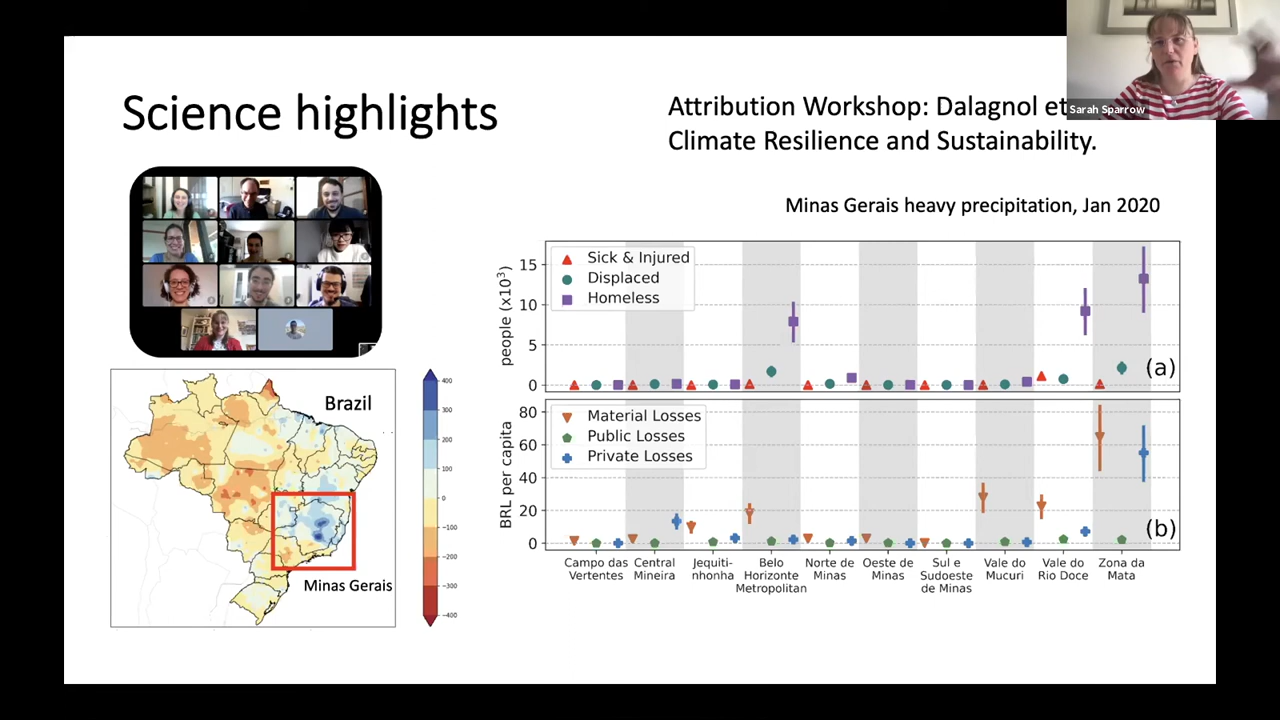 Science highlights
Attribution Workshop: Dalagnol et
Climate Resilience and Sustainability.
Sarah Sparrow
Minas Gerais heavy precipitation, Jan 2020
Brazil
Minas Gerais
400
300
200
100
0
−100
−200
−300
−400
people (x10³)
15
10
5
0
Sick & Injured
Displaced
Homeless
(a)
BRL per capita
80
60
40
20
0
Material Losses
Public Losses
Private Losses
(b)
Campo das
Vertentes
Central
Mineira
Jequiti-
nhonha
Belo
Horizonte
Metropolitan
Norte de
Minas
Oeste de
Minas
Sul e
Sudoeste
de Minas
Vale do
Mucuri
Vale do
Rio Doce
Zona da
Mata